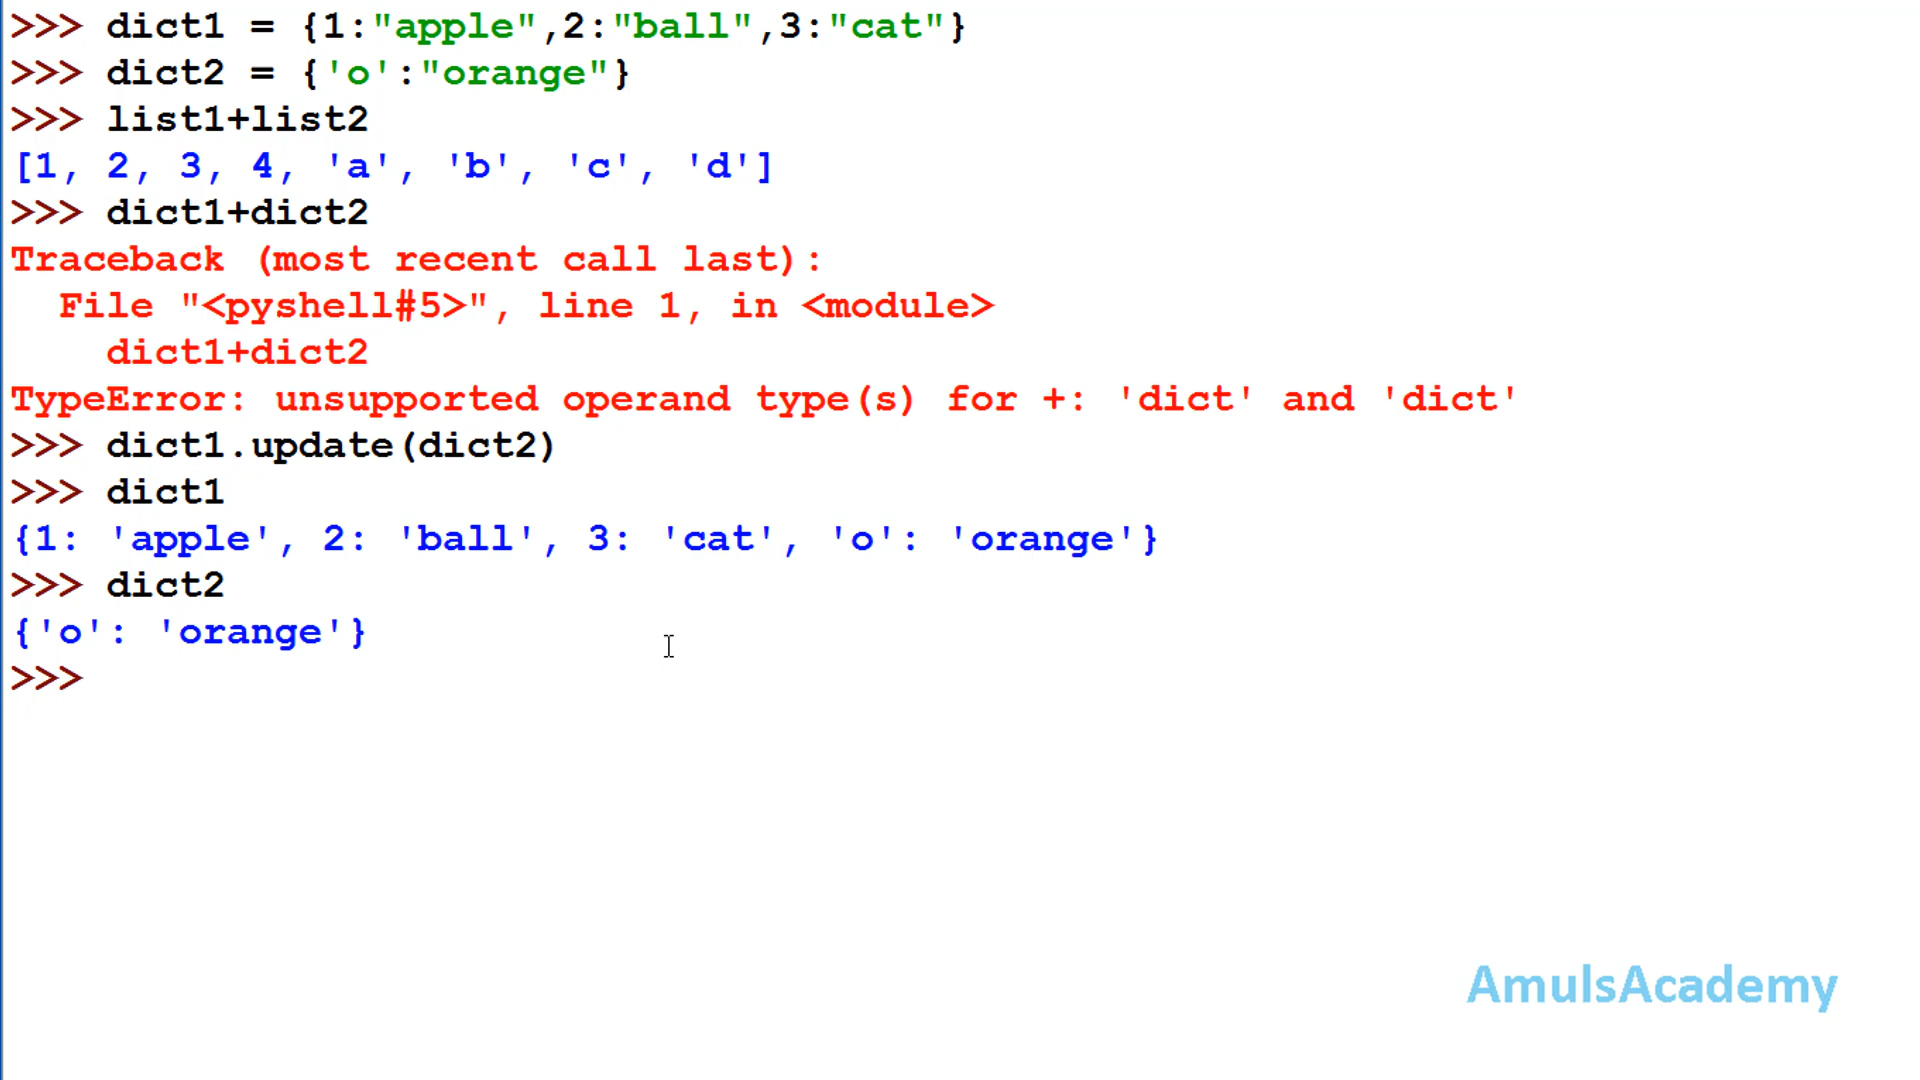 >>> dict1 = {1:"apple",2:"ball",3:"cat"}
>>> dict2 = {'o':"orange"}
>>> list1+list2
[1, 2, 3, 4, 'a', 'b', 'c', 'd']
>>> dict1+dict2
Traceback (most recent call last):
  File "<pyshell#5>", line 1, in <module>
    dict1+dict2
TypeError: unsupported operand type(s) for +: 'dict' and 'dict'
>>> dict1.update(dict2)
>>> dict1
{1: 'apple', 2: 'ball', 3: 'cat', 'o': 'orange'}
>>> dict2
{'o': 'orange'}
>>>
AmulsAcademy